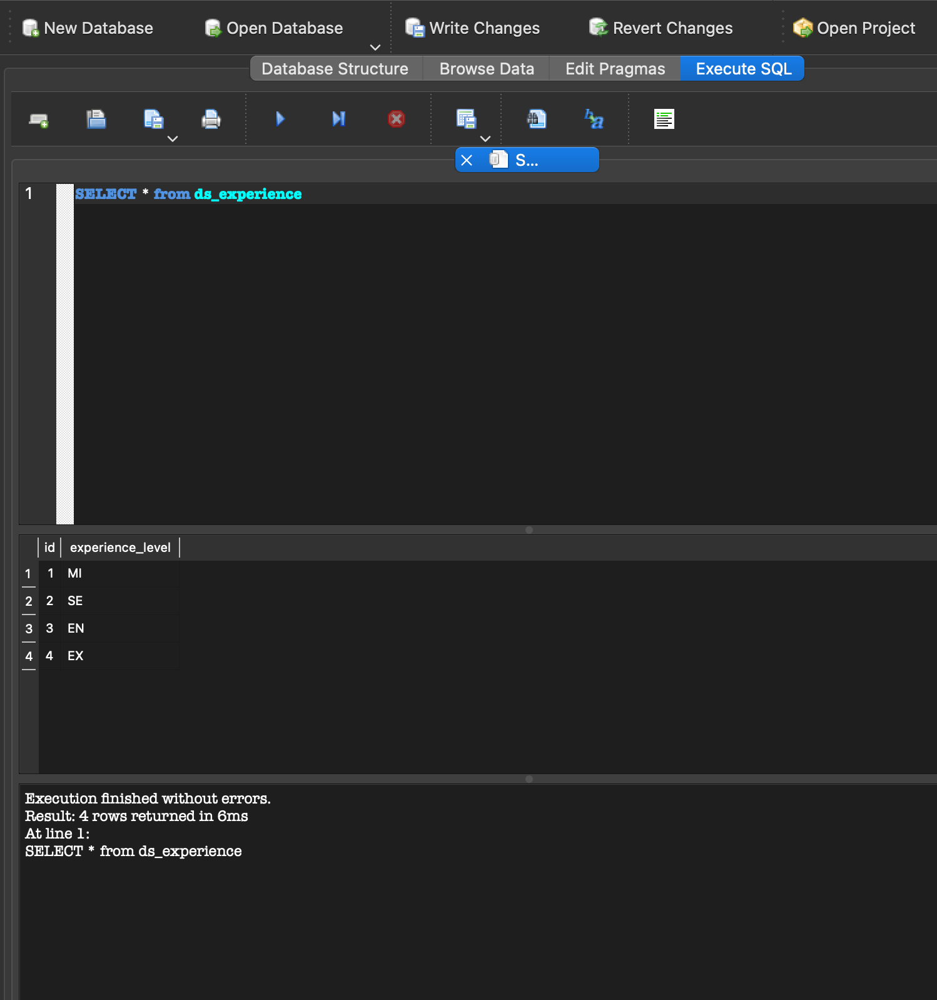 New Database Open Database Write Changes Revert Changes Open Project
Database Structure Browse Data Edit Pragmas Execute SQL
S...
1 SELECT * from ds_experience
id experience_level
1 1 MI
2 2 SE
3 3 EN
4 4 EX
Execution finished without errors.
Result: 4 rows returned in 6ms
At line 1:
SELECT * from ds_experience